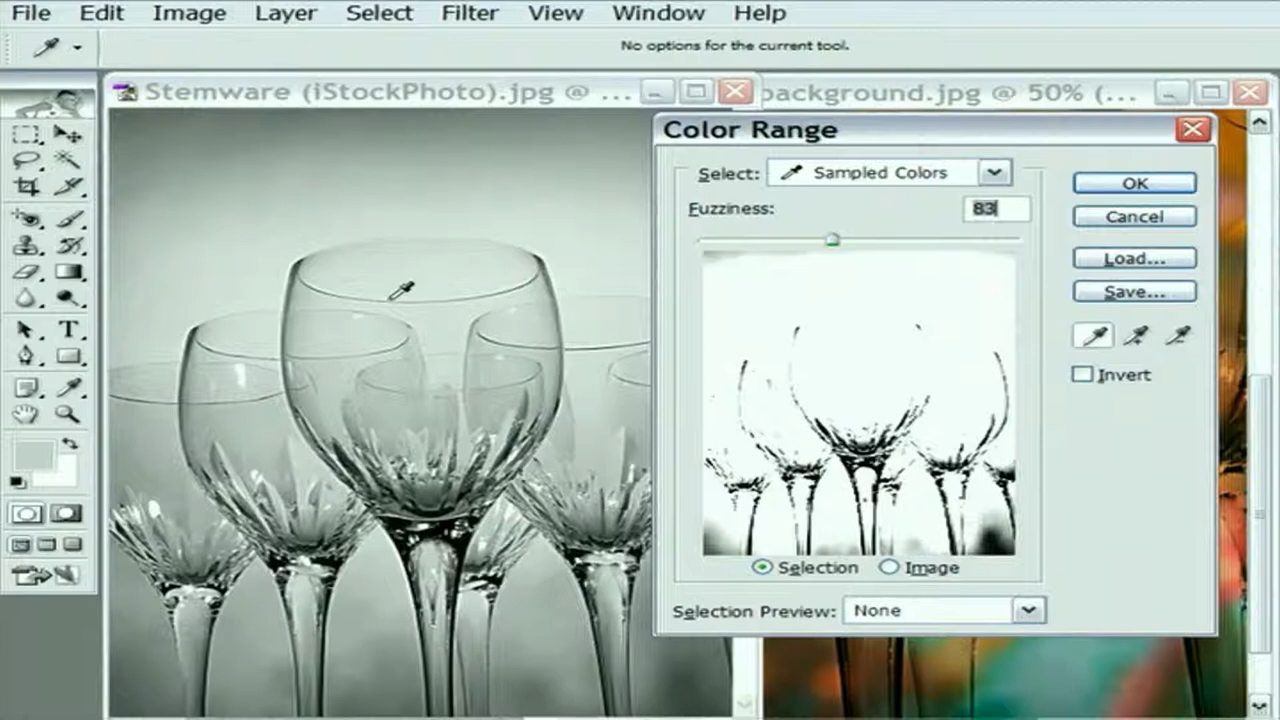 File Edit Image Layer Select Filter View Window Help
No options for the current tool.
Stemware (iStockPhoto).jpg @ ...
background.jpg @ 50% (...
Color Range
Select: Sampled Colors
OK
Fuzziness: 83
Cancel
Load...
Save...
Invert
Selection Image
Selection Preview: None
T